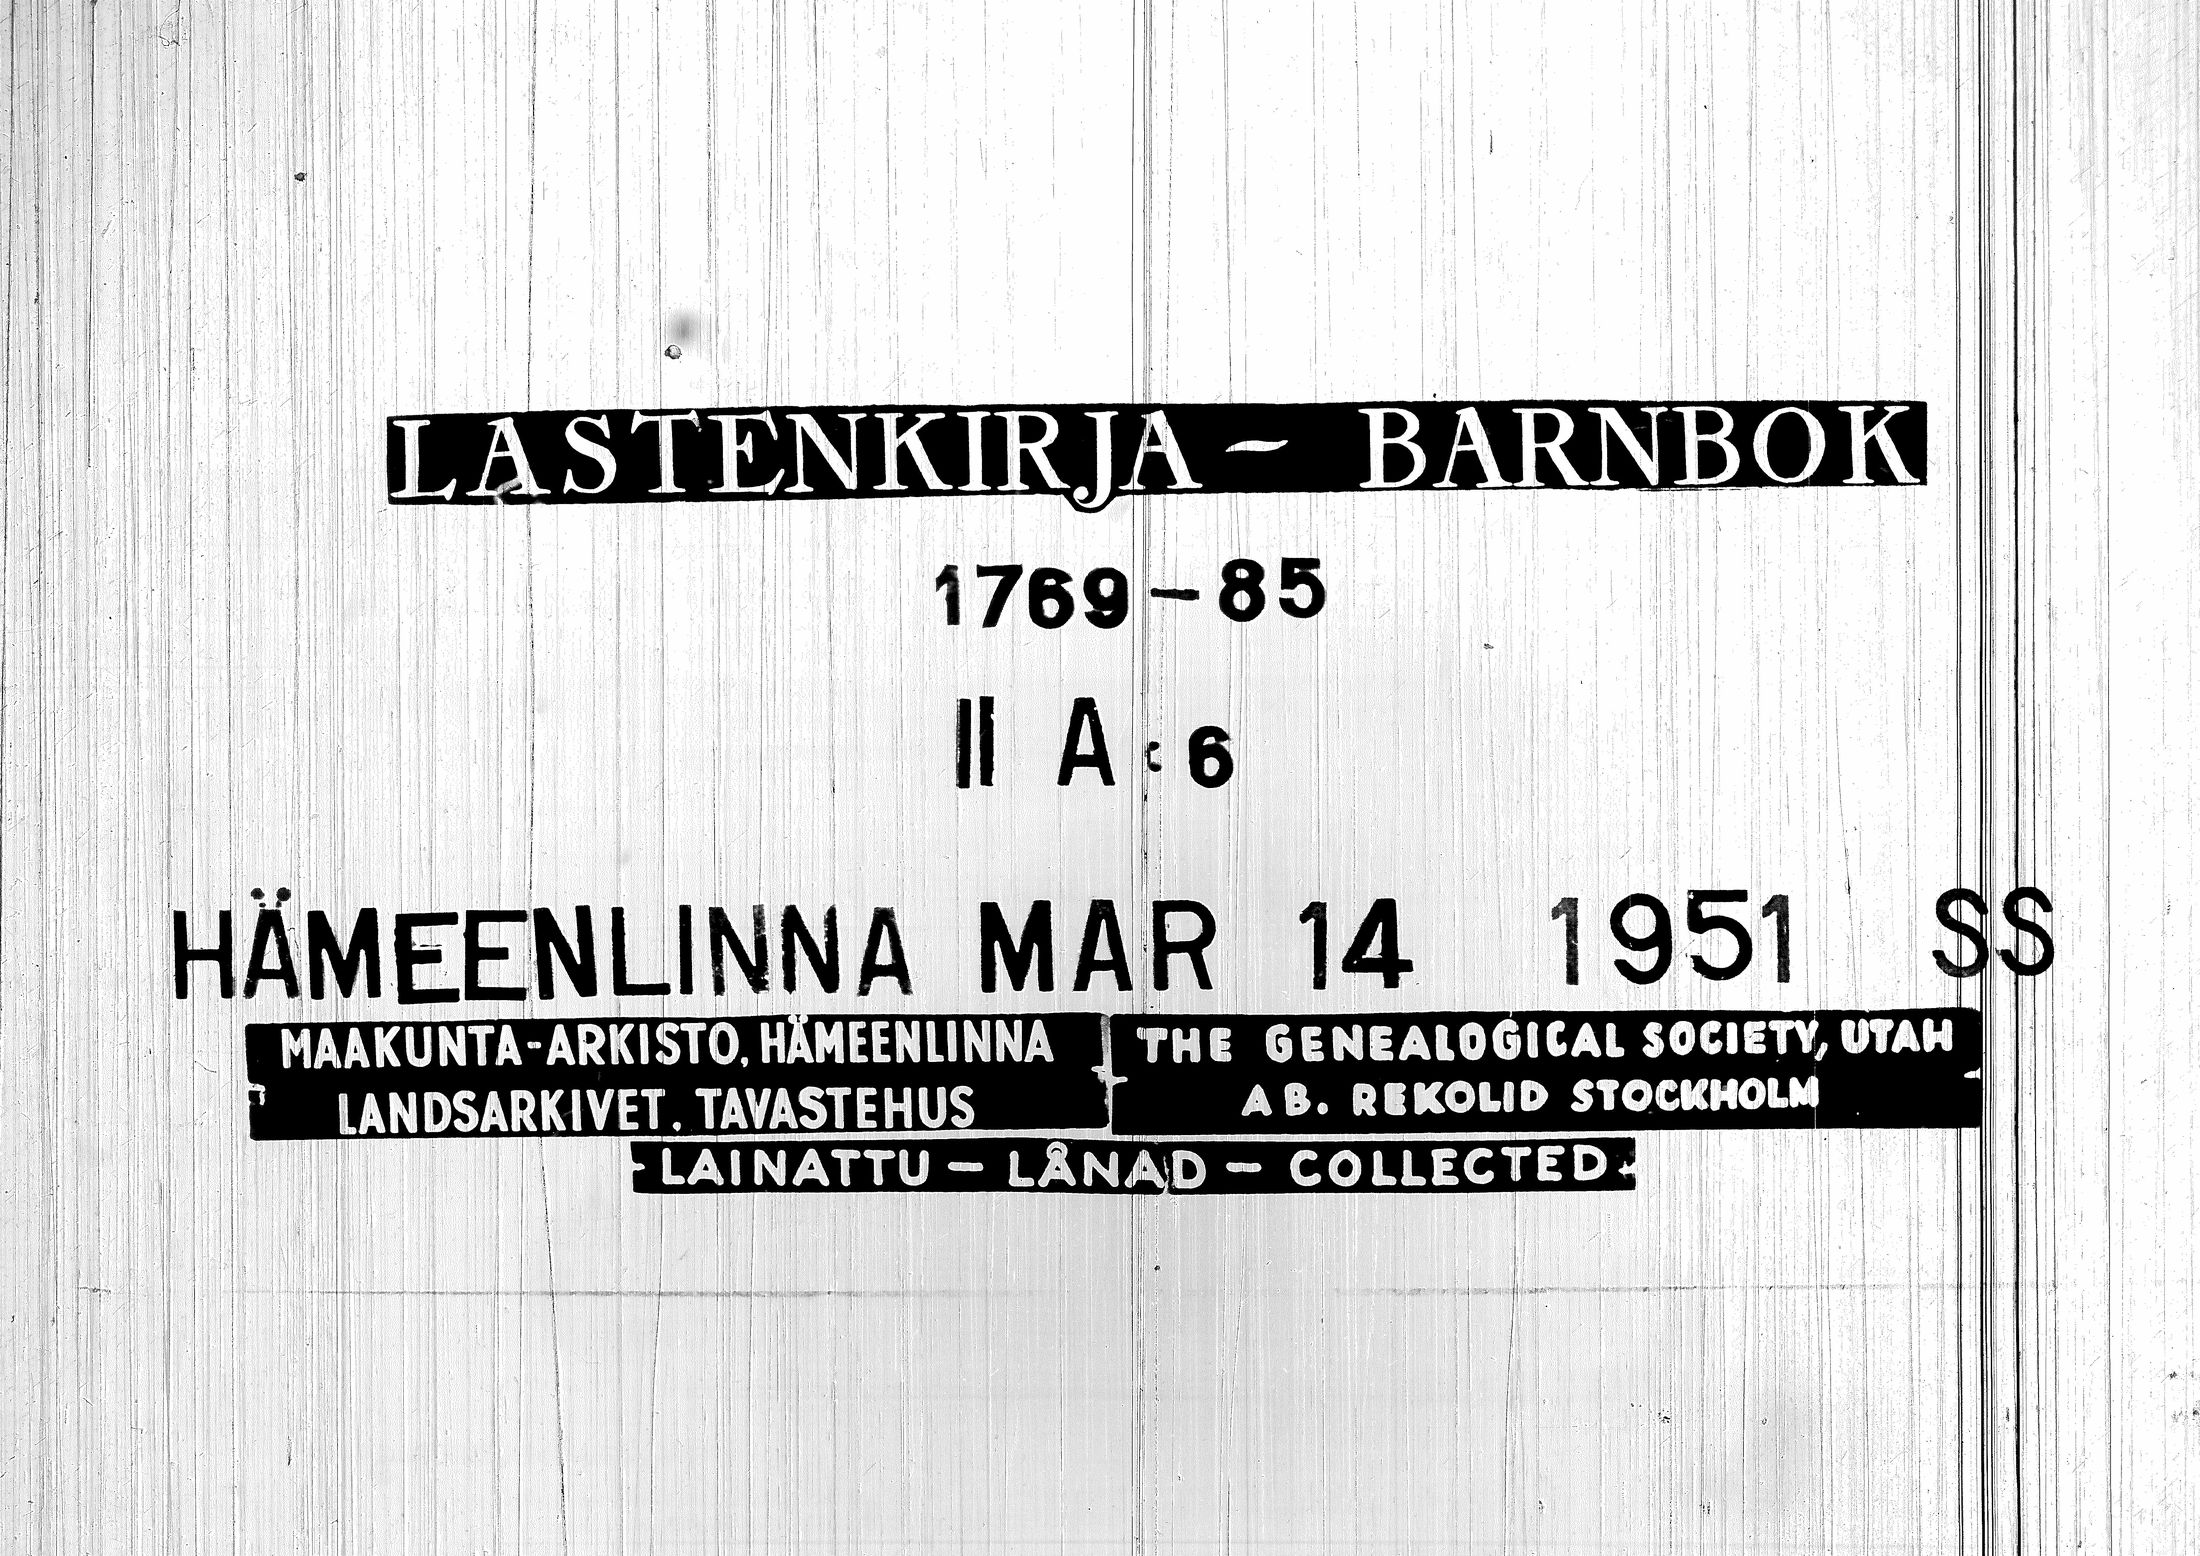 LASTENKIRJA - BARNBOK
1769-85
II A:6
HÄMEENLINNA MAR 14 1951 SS
MAAKUNTA-ARKISTO, HÄMEENLINNA
LANDSARKIVET. TAVASTEHUS
THE GENEALOGICAL SOCIETY, UTAH
AB. REKOLID STOCKHOLM
LAINATTU - LÅNAD - COLLECTED